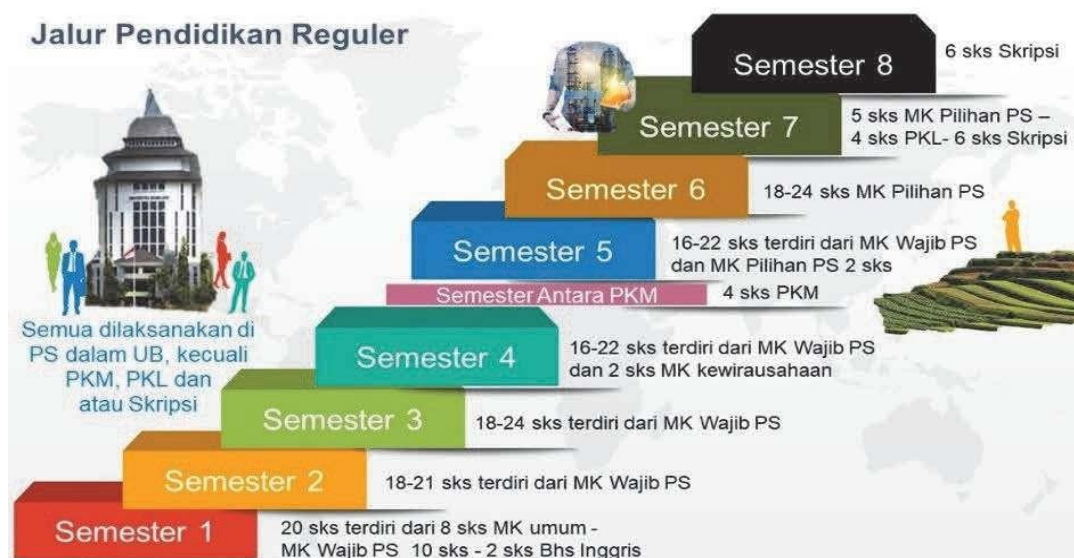 Jalur Pendidikan Reguler
Semester 8
6 sks Skripsi
Semester 7
5 sks MK Pilihan PS –
4 sks PKL- 6 sks Skripsi
Semester 6
18-24 sks MK Pilihan PS
Semester 5
16-22 sks terdiri dari MK Wajib PS
dan MK Pilihan PS 2 sks
Semester Antara PKM
4 sks PKM
Semua dilaksanakan di
PS dalam UB, kecuali
PKM, PKL dan
atau Skripsi
Semester 4
16-22 sks terdiri dari MK Wajib PS
dan 2 sks MK kewirausahaan
Semester 3
18-24 sks terdiri dari MK Wajib PS
Semester 2
18-21 sks terdiri dari MK Wajib PS
Semester 1
20 sks terdiri dari 8 sks MK umum -
MK Wajib PS 10 sks - 2 sks Bhs Inggris